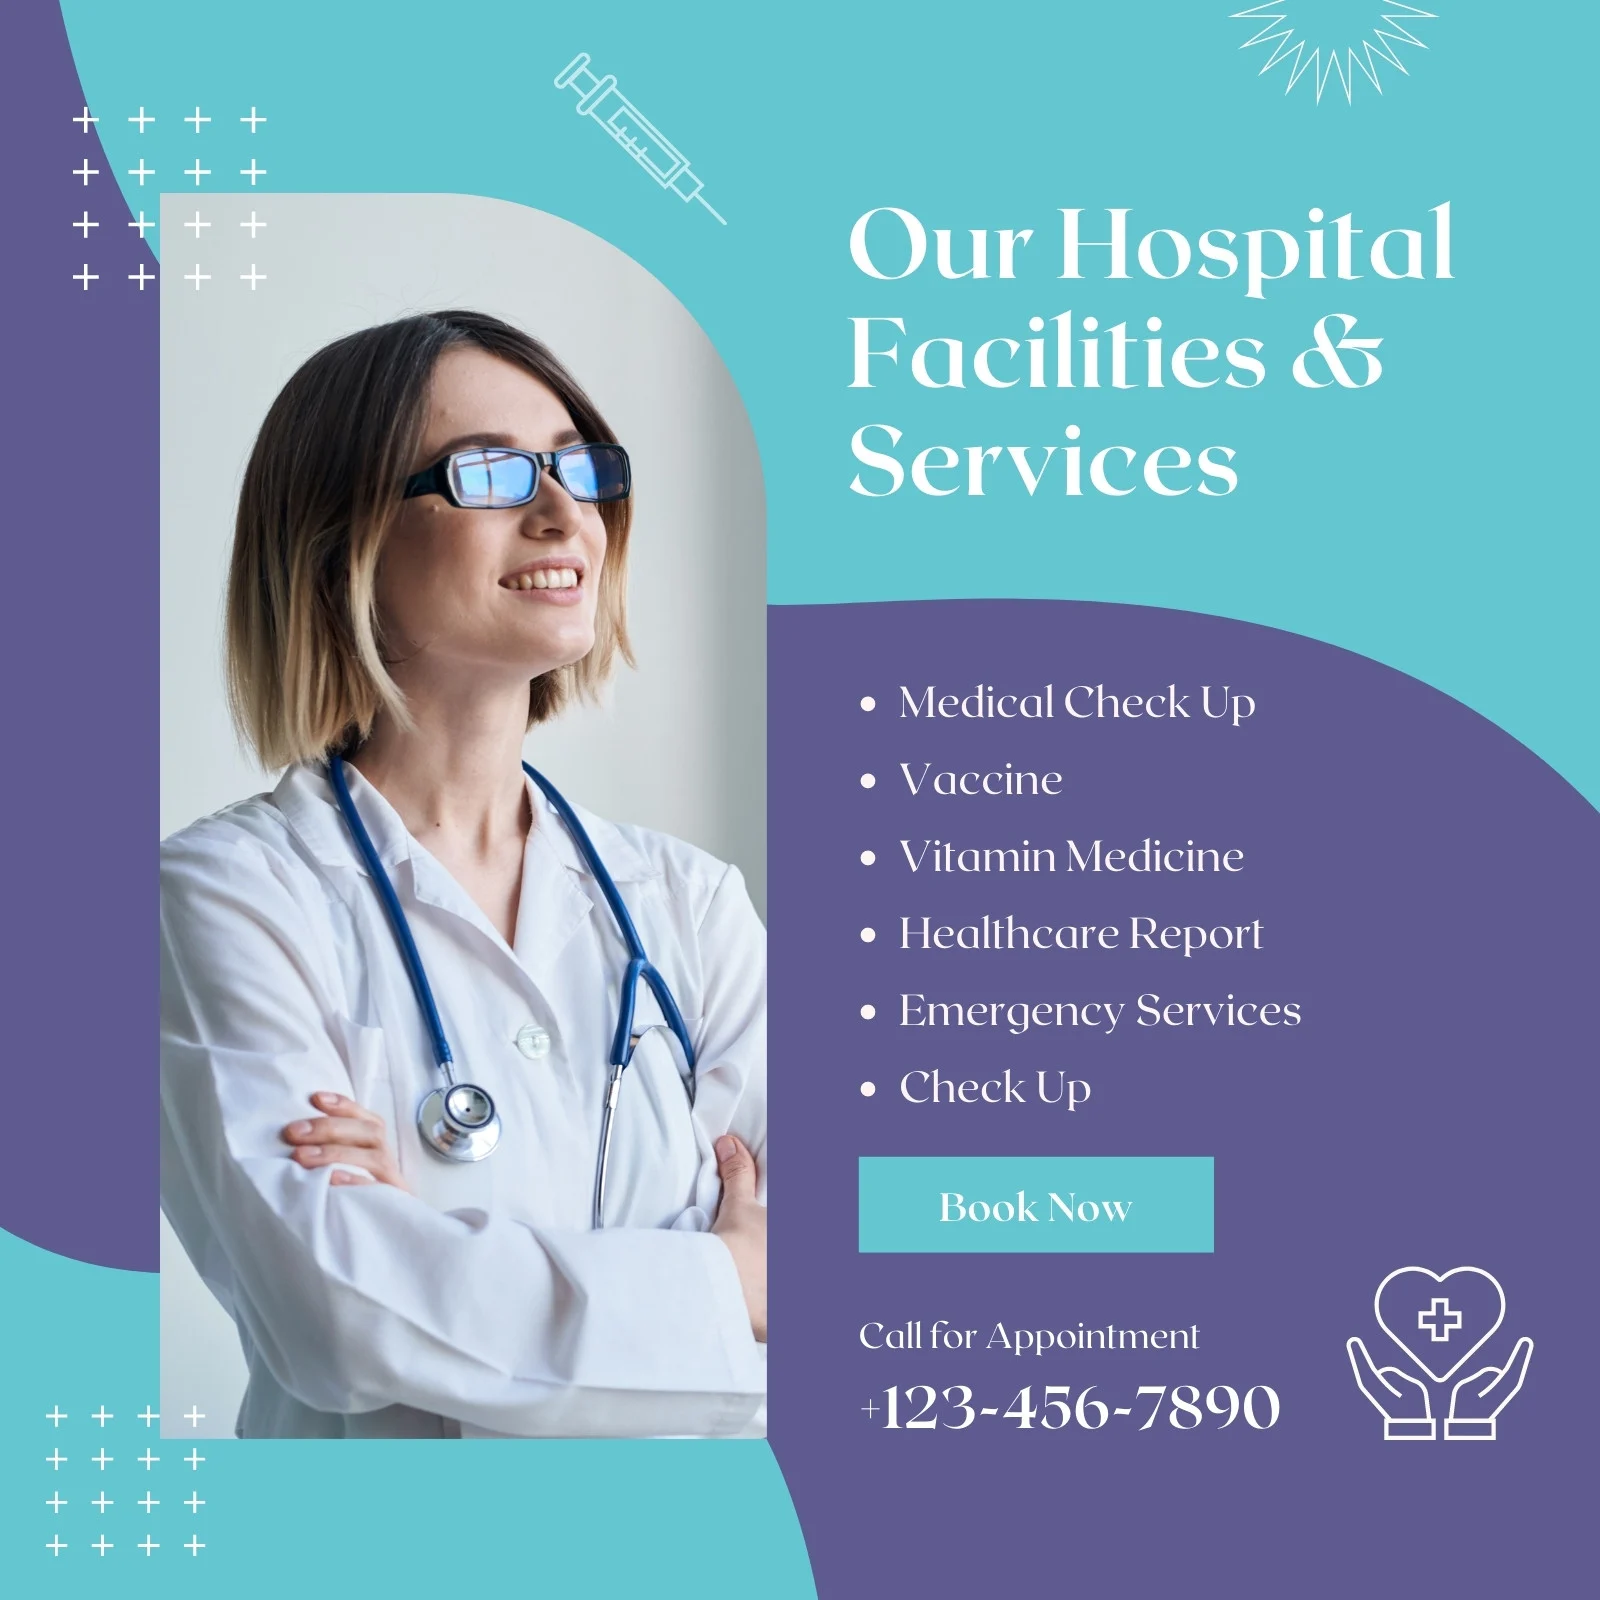 Our Hospital
Facilities &
Services
• Medical Check Up
• Vaccine
• Vitamin Medicine
• Healthcare Report
• Emergency Services
• Check Up
Book Now
Call for Appointment
+123-456-7890